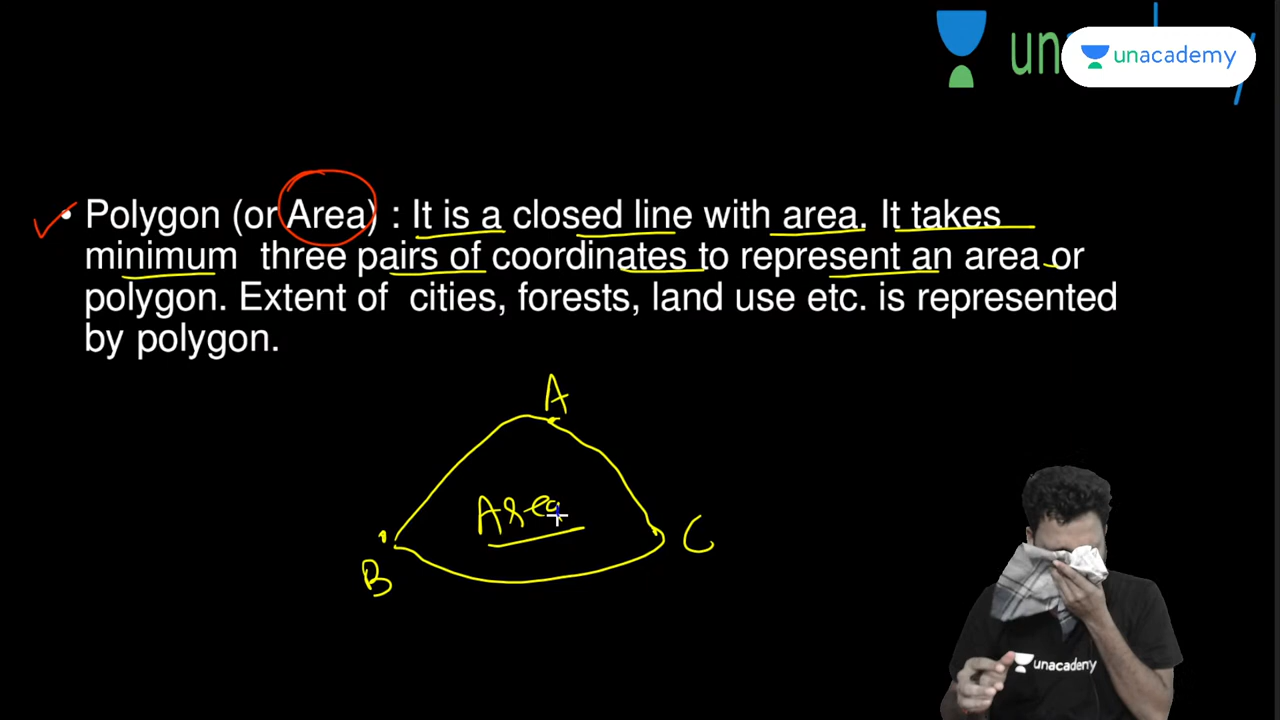 unacademy
• Polygon (or Area) : It is a closed line with area. It takes
minimum three pairs of coordinates to represent an area or
polygon. Extent of cities, forests, land use etc. is represented
by polygon.
A
Area
B
C
unacademy